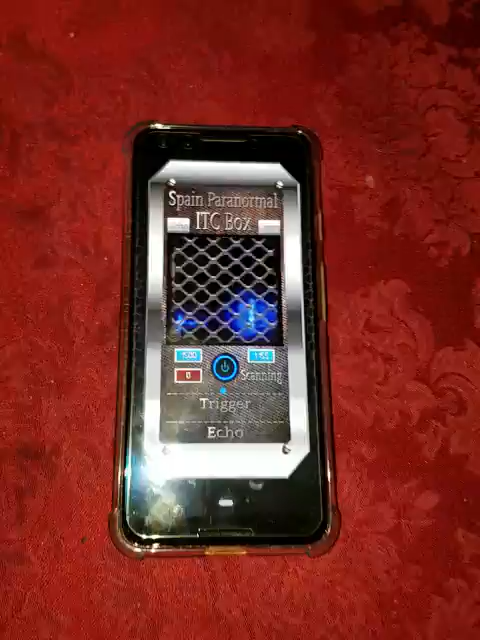 Spain Paranormal
ITC Box
Scanning
Trigger
Echo